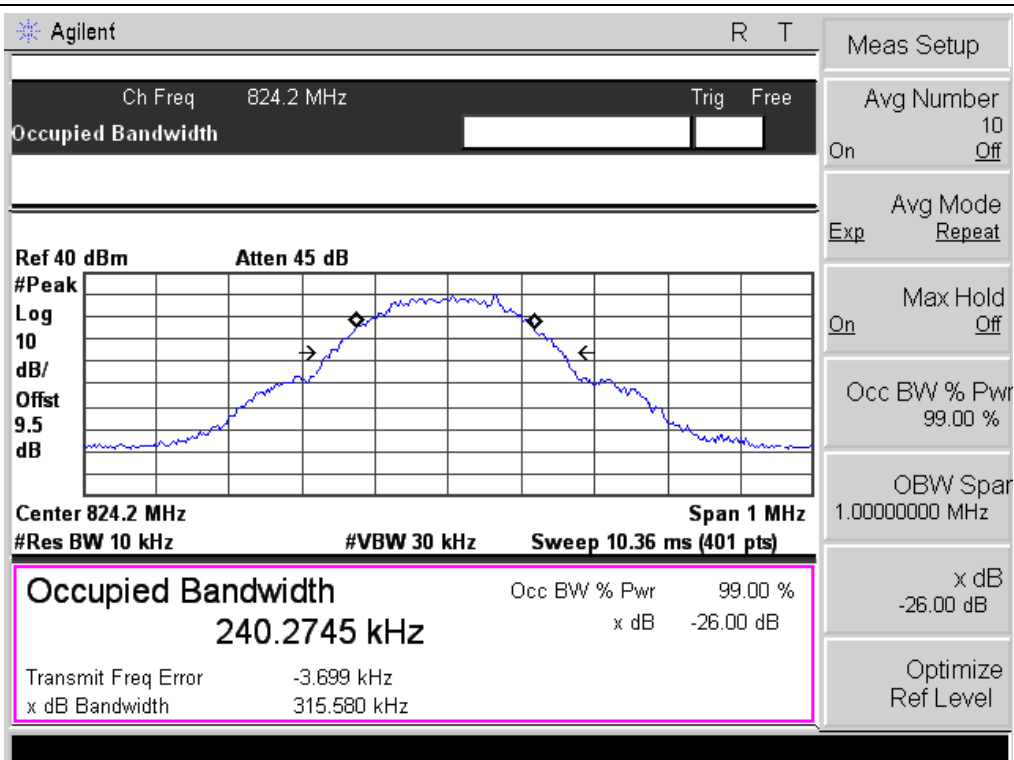 Agilent R T
Ch Freq 824.2 MHz Trig Free
Occupied Bandwidth
Ref 40 dBm Atten 45 dB
#Peak
Log
10
dB/
Offst
9.5
dB
Center 824.2 MHz Span 1 MHz
#Res BW 10 kHz #VBW 30 kHz Sweep 10.36 ms (401 pts)
Occupied Bandwidth
240.2745 kHz
Occ BW % Pwr 99.00 %
x dB -26.00 dB
Transmit Freq Error -3.699 kHz
x dB Bandwidth 315.580 kHz
Meas Setup
Avg Number
10
On Off
Avg Mode
Exp Repeat
Max Hold
On Off
Occ BW % Pwr
99.00 %
OBW Span
1.00000000 MHz
x dB
-26.00 dB
Optimize
Ref Level